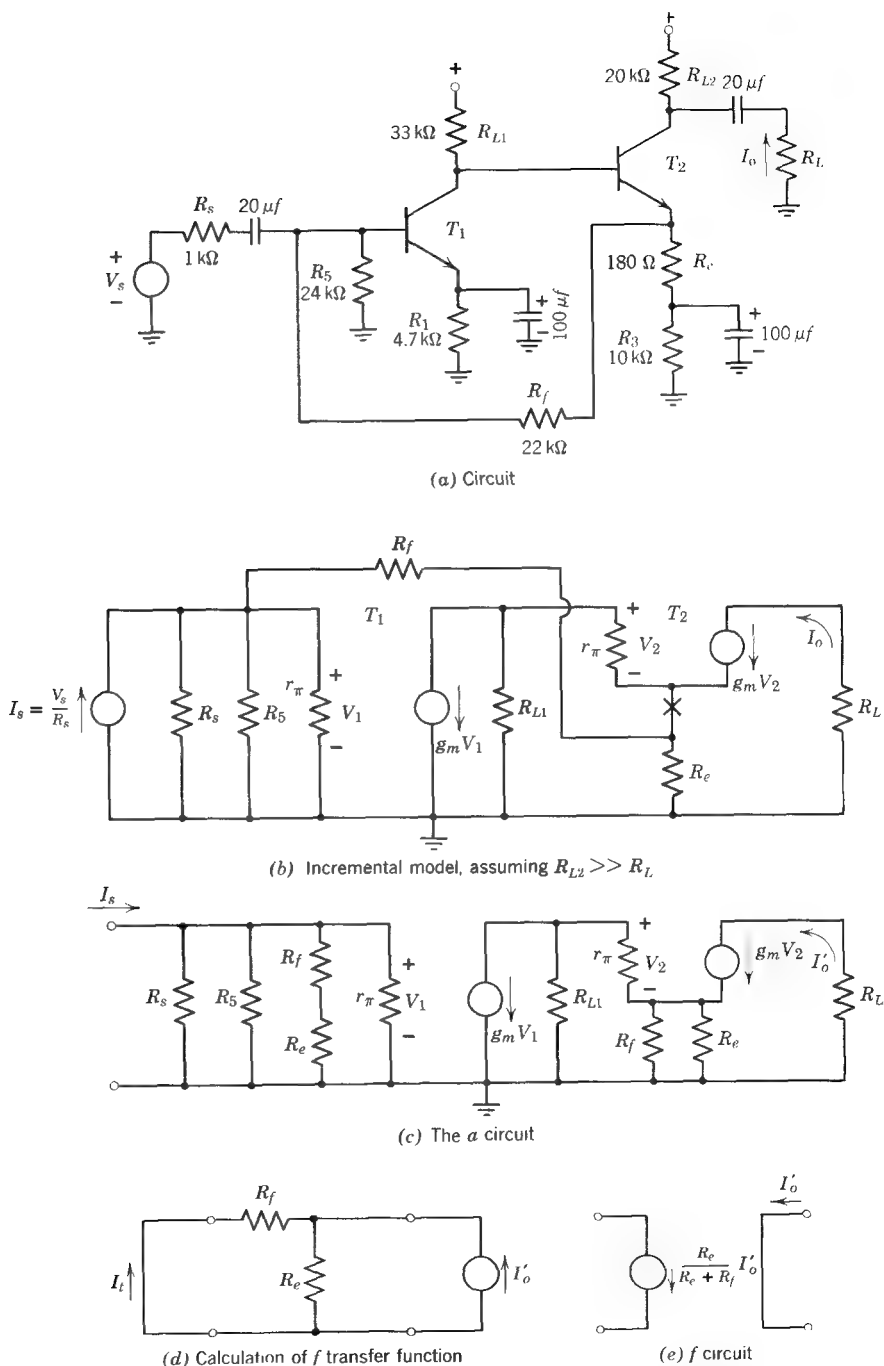 +
20 kΩ
R_{L2}
20 μf
+
33 kΩ
R_{L1}
I_o
R_L
T_2
R_s
20 μf
T_1
+
V_s
-
1 kΩ
R_5
24 kΩ
180 Ω
R_e
R_1
4.7 kΩ
+
-
100 μf
R_3
10 kΩ
+
-
100 μf
R_f
22 kΩ
(a) Circuit
R_f
T_1
+
T_2
r_π
V_2
-
I_o
g_m V_2
I_s = V_s/R_s
R_s
R_5
r_π
+
V_1
-
g_m V_1
R_{L1}
R_e
R_L
(b) Incremental model, assuming R_{L2} >> R_L
I_s
R_s
R_5
R_f
R_e
r_π
+
V_1
-
g_m V_1
R_{L1}
+
r_π
V_2
-
g_m V_2
I'_o
R_f
R_e
R_L
(c) The a circuit
R_f
I_t
R_e
I'_o
(d) Calculation of f transfer function
I'_o
R_e/(R_e + R_f) I'_o
(e) f circuit